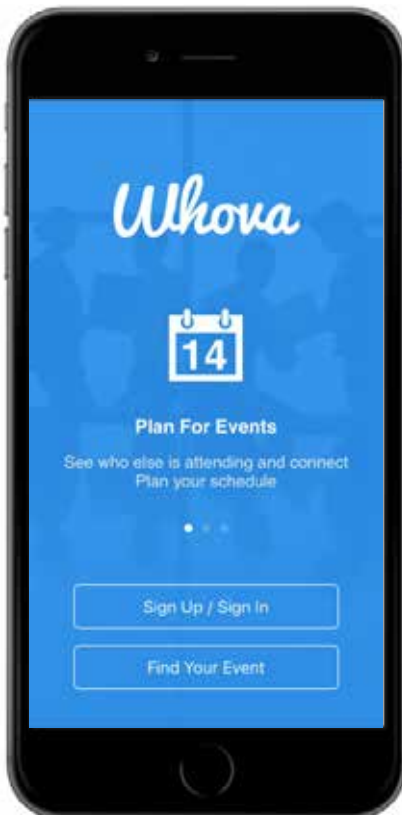 Whova
14
Plan For Events
See who else is attending and connect
Plan your schedule
Sign Up / Sign In
Find Your Event